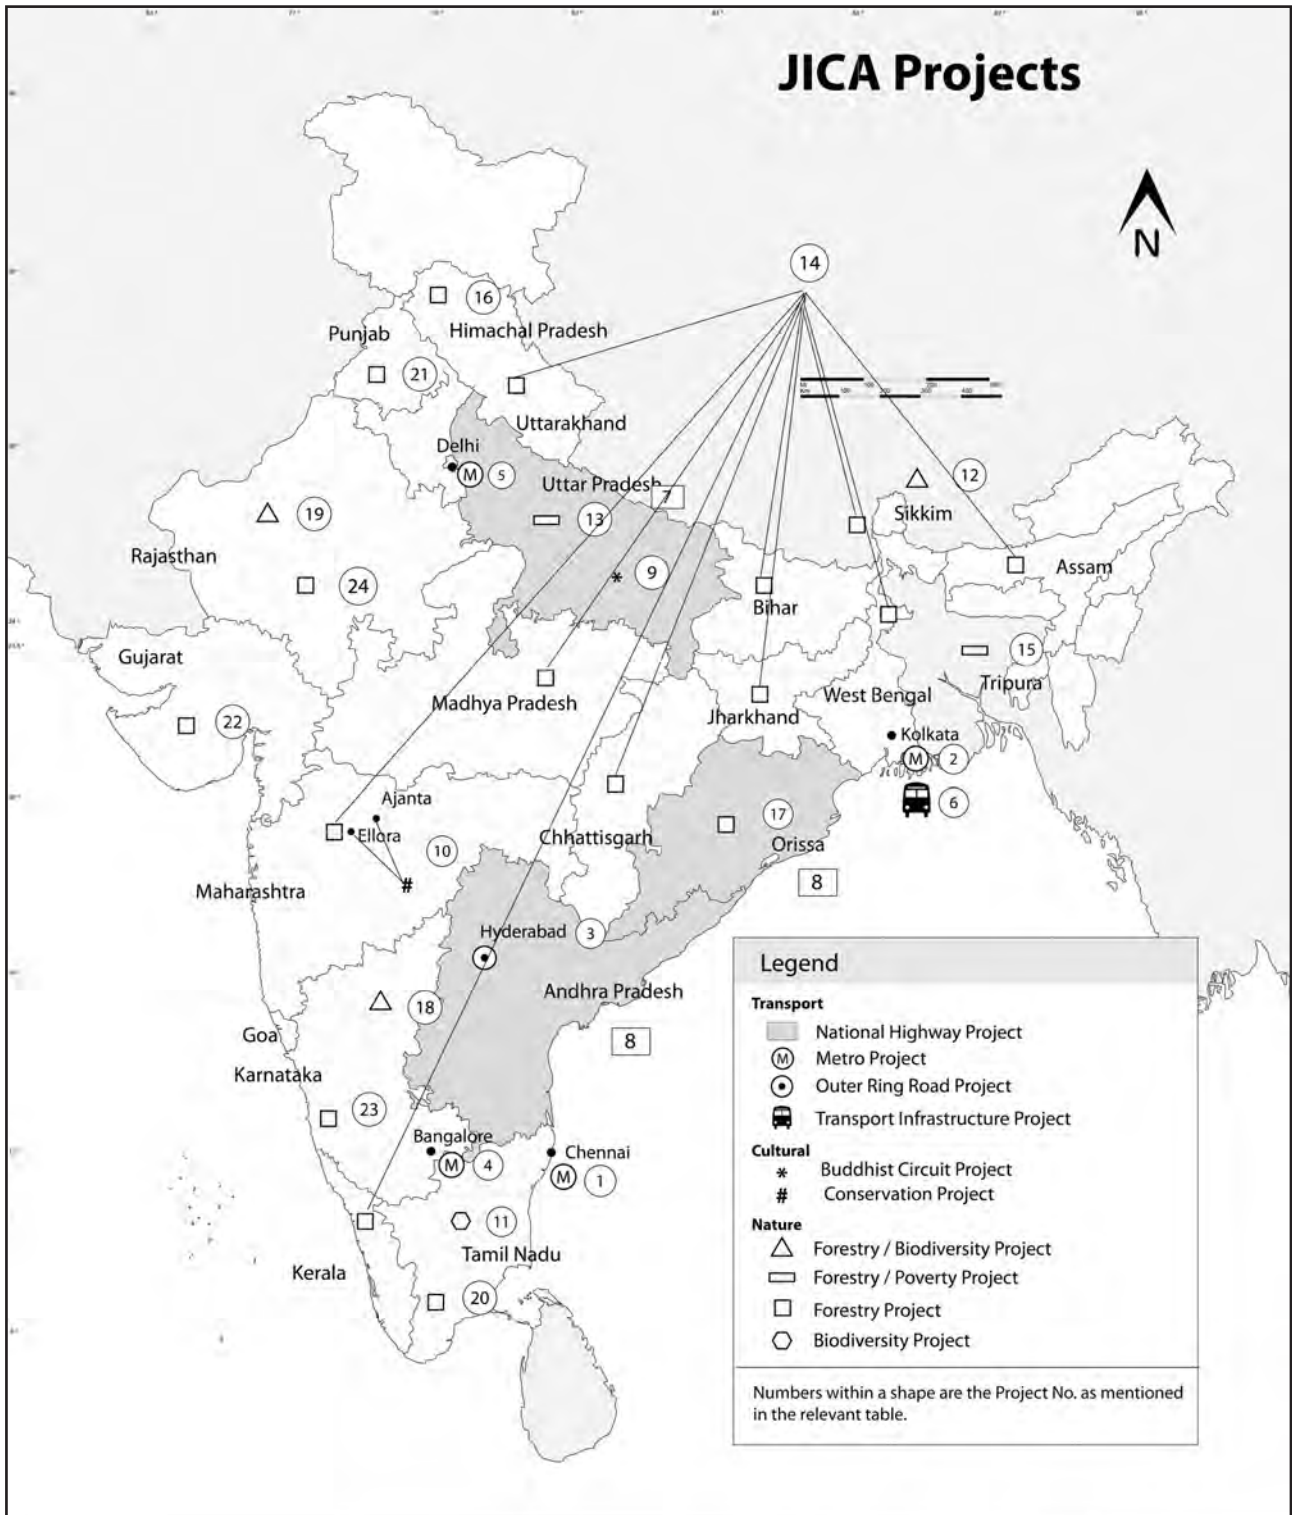 JICA Projects
N
14
16
Punjab
Himachal Pradesh
21
Uttarakhand
Delhi
M
5
Uttar Pradesh
7
12
Sikkim
19
13
Rajasthan
24
9
Bihar
Assam
Gujarat
15
Tripura
Madhya Pradesh
West Bengal
Jharkhand
22
Kolkata
M
2
Ajanta
6
Ellora
10
Chhattisgarh
17
Orissa
Maharashtra
8
Hyderabad
3
Andhra Pradesh
18
Goa
8
Karnataka
23
Bangalore
M
4
Chennai
M
1
11
Tamil Nadu
Kerala
20
Legend
Transport
National Highway Project
M
Metro Project
Outer Ring Road Project
Transport Infrastructure Project
Cultural
* Buddhist Circuit Project
# Conservation Project
Nature
Forestry / Biodiversity Project
Forestry / Poverty Project
Forestry Project
Biodiversity Project
Numbers within a shape are the Project No. as mentioned
in the relevant table.